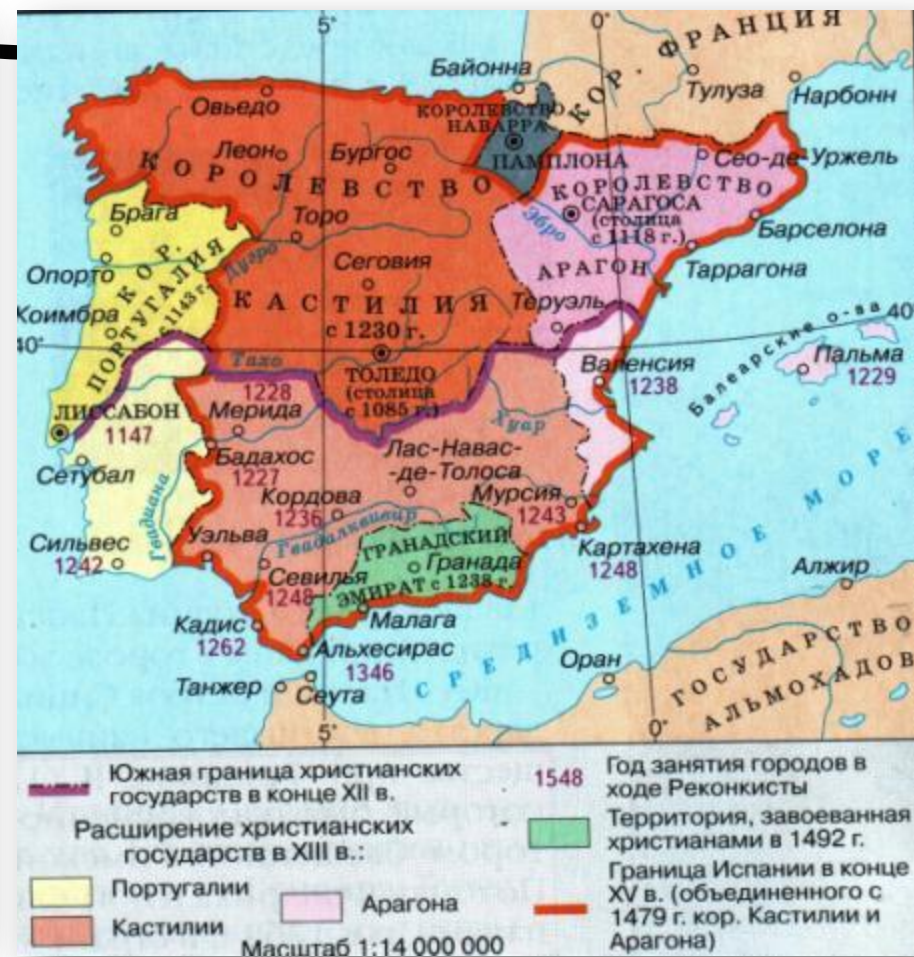 5°
0°
КОР. ФРАНЦИЯ
Байонна
Тулуза
Нарбонн
Овьедо
КОРОЛЕВСТВО
НАВАРРА
ПАМПЛОНА
Леон
Бургос
КОРОЛЕВСТВО
КАСТИЛИЯ
с 1230 г.
Сео-де-Уржель
КОРОЛЕВСТВО
САРАГОСА
(столица
с 1118 г.)
АРАГОН
Эбро
Барселона
Таррагона
Теруэль
Брага
Торо
Дуэро
Сеговия
Опорто
Коимбра
КОР.
ПОРТУГАЛИЯ
с 1143 г.
40°
40°
Тахо
ТОЛЕДО
(столица
с 1085 г.)
Валенсия
1238
Балеарские о-ва
Пальма
1229
1228
ЛИССАБОН
1147
Мерида
Хуар
Сетубал
Бадахос
1227
Лас-Навас-
-де-Толоса
Гвадиана
Кордова
1236
Мурсия
1243
Гвадалквивир
Сильвес
1242
Уэльва
ГРАНАДСКИЙ
Гранада
ЭМИРАТ с 1238 г.
Картахена
1248
Севилья
1248
СРЕДИЗЕМНОЕ МОРЕ
Алжир
Кадис
1262
Малага
Альхесирас
1346
Оран
Танжер
Сеута
ГОСУДАРСТВО
АЛЬМОХАДОВ
5°
0°
Южная граница христианских
государств в конце XII в.
Расширение христианских
государств в XIII в.:
Португалии
Арагона
Кастилии
Масштаб 1:14 000 000
1548
Год занятия городов в
ходе Реконкисты
Территория, завоеванная
христианами в 1492 г.
Граница Испании в конце
XV в. (объединенного с
1479 г. кор. Кастилии и
Арагона)